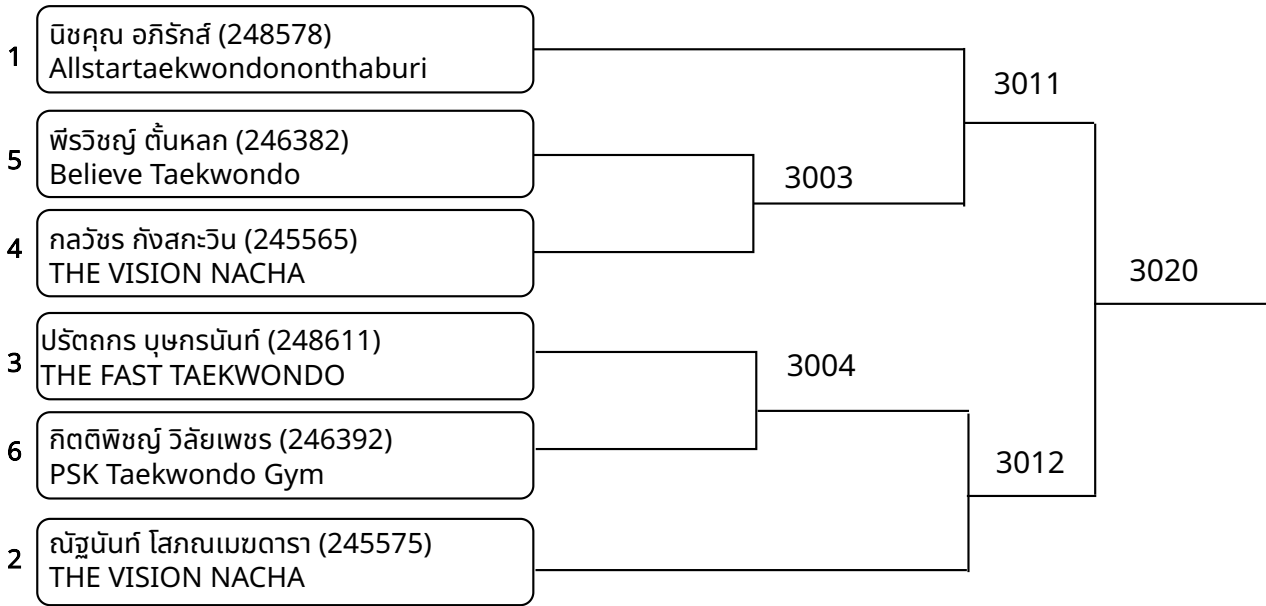 1
นิชคุณ อภิรักส์ (248578)
Allstartaekwondononthaburi
3011
5
พีรวิชญ์ ตั้นหลก (246382)
Believe Taekwondo
3003
4
กลวัชร กังสกะวิน (245565)
THE VISION NACHA
3020
3
ปรัตถกร บุษกรนันท์ (248611)
THE FAST TAEKWONDO
3004
6
กิตติพิชญ์ วิลัยเพชร (246392)
PSK Taekwondo Gym
3012
2
ณัฐนันท์ โสภณเมฆดารา (245575)
THE VISION NACHA